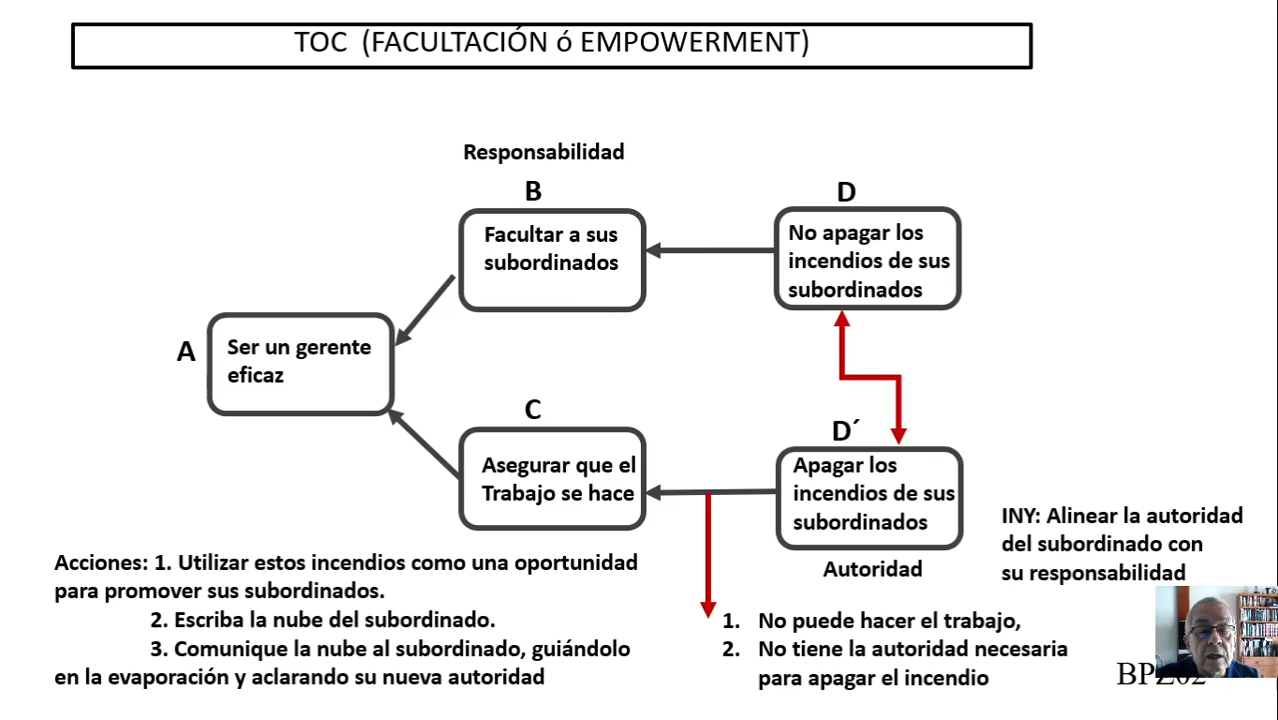 TOC (FACULTACIÓN ó EMPOWERMENT)
Responsabilidad
B
D
Facultar a sus
subordinados
No apagar los
incendios de sus
subordinados
A
Ser un gerente
eficaz
C
D´
Asegurar que el
Trabajo se hace
Apagar los
incendios de sus
subordinados
Autoridad
INY: Alinear la autoridad
del subordinado con
su responsabilidad
Acciones: 1. Utilizar estos incendios como una oportunidad
para promover sus subordinados.
2. Escriba la nube del subordinado.
3. Comunique la nube al subordinado, guiándolo
en la evaporación y aclarando su nueva autoridad
1. No puede hacer el trabajo,
2. No tiene la autoridad necesaria
para apagar el incendio